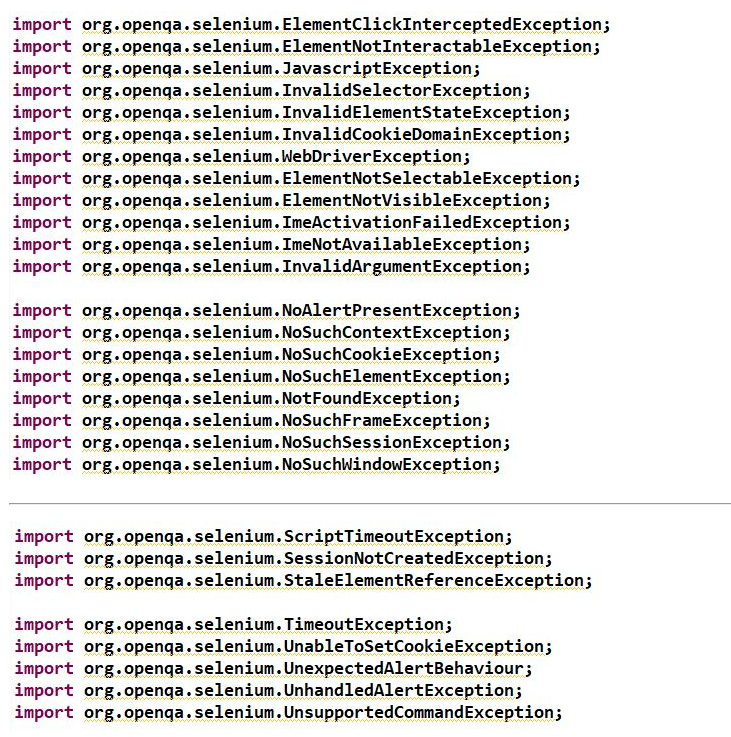 import org.openqa.selenium.ElementClickInterceptedException;
import org.openqa.selenium.ElementNotInteractableException;
import org.openqa.selenium.JavascriptException;
import org.openqa.selenium.InvalidSelectorException;
import org.openqa.selenium.InvalidElementStateException;
import org.openqa.selenium.InvalidCookieDomainException;
import org.openqa.selenium.WebDriverException;
import org.openqa.selenium.ElementNotSelectableException;
import org.openqa.selenium.ElementNotVisibleException;
import org.openqa.selenium.ImeActivationFailedException;
import org.openqa.selenium.ImeNotAvailableException;
import org.openqa.selenium.InvalidArgumentException;
import org.openqa.selenium.NoAlertPresentException;
import org.openqa.selenium.NoSuchContextException;
import org.openqa.selenium.NoSuchCookieException;
import org.openqa.selenium.NoSuchElementException;
import org.openqa.selenium.NotFoundException;
import org.openqa.selenium.NoSuchFrameException;
import org.openqa.selenium.NoSuchSessionException;
import org.openqa.selenium.NoSuchWindowException;
import org.openqa.selenium.ScriptTimeoutException;
import org.openqa.selenium.SessionNotCreatedException;
import org.openqa.selenium.StaleElementReferenceException;
import org.openqa.selenium.TimeoutException;
import org.openqa.selenium.UnableToSetCookieException;
import org.openqa.selenium.UnexpectedAlertBehaviour;
import org.openqa.selenium.UnhandledAlertException;
import org.openqa.selenium.UnsupportedCommandException;